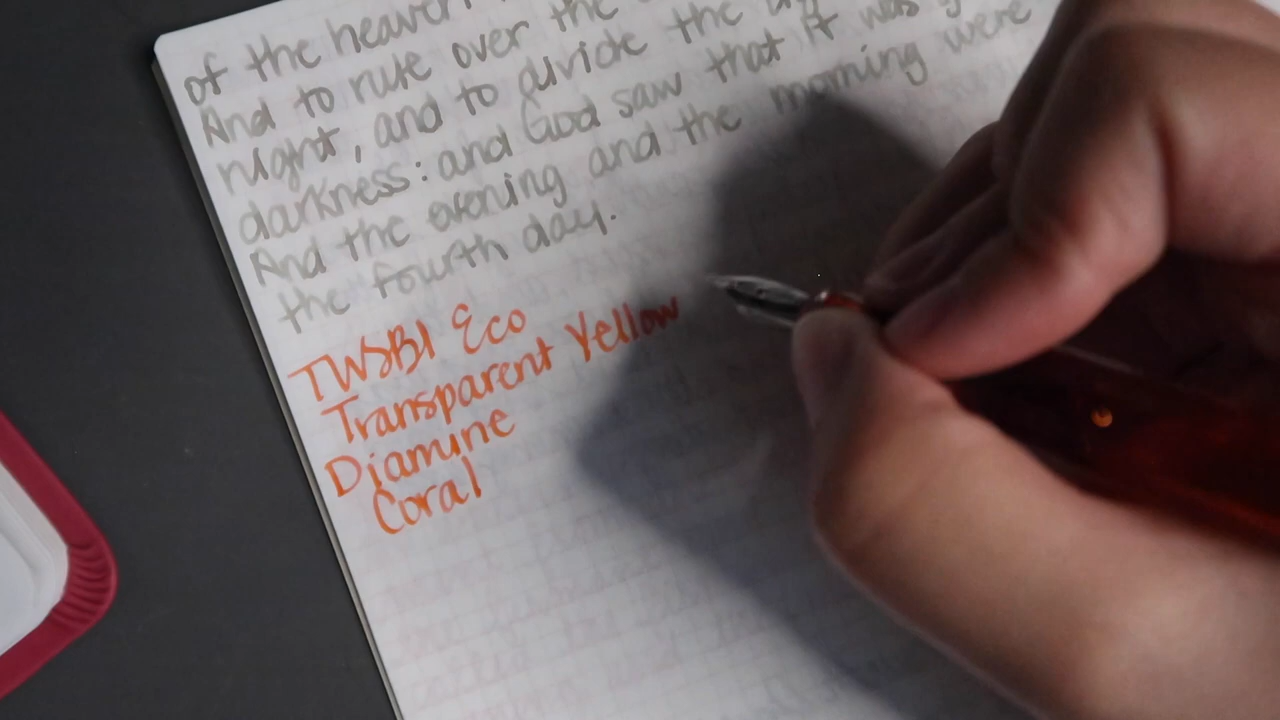 of the heaven
And to rule over the
night, and to divide the
darkness: and God saw that it was
And the evening and the morning were
the fourth day.
TWSBI Eco
Transparent Yellow
Diamine
Coral